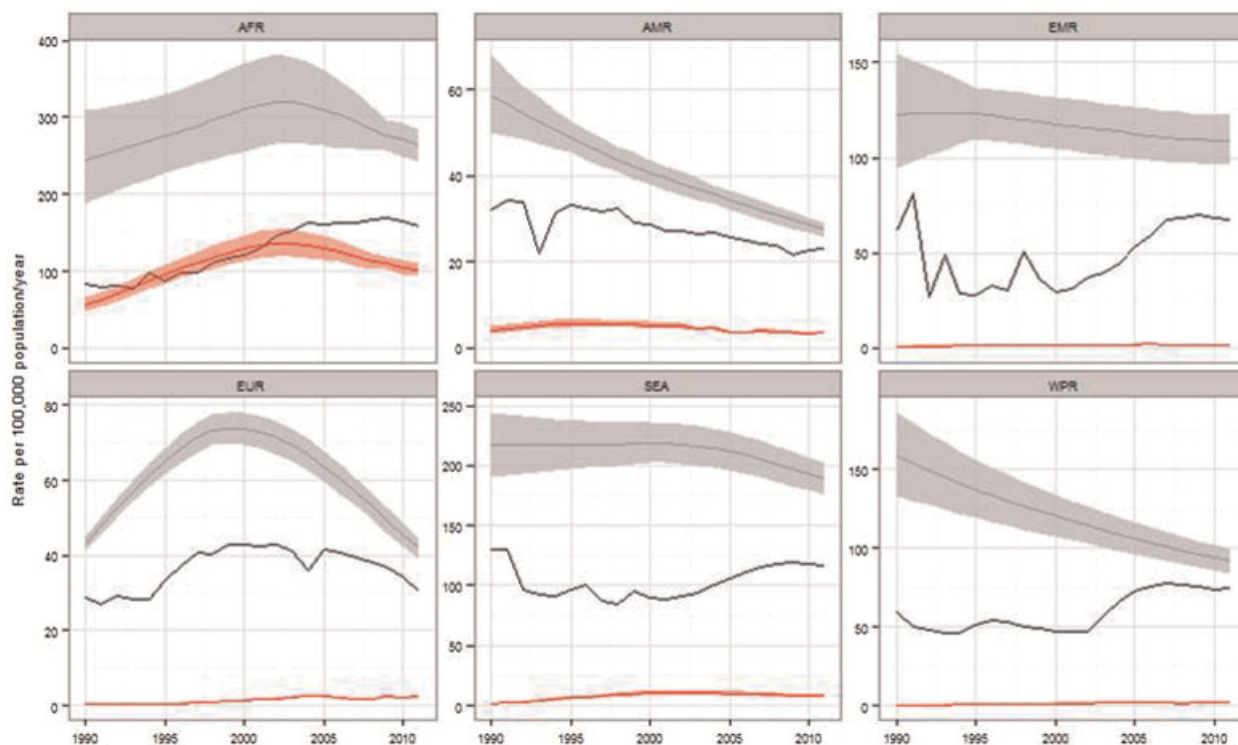 AFR AMR EMR
400 60 150
300 40 100
200 20 50
100 0 0
0
EUR SEA WPR
80 250 150
60 200 100
40 150 50
20 100 0
0 50
0
1990 1995 2000 2005 2010 1990 1995 2000 2005 2010 1990 1995 2000 2005 2010
Rate per 100,000 population/year